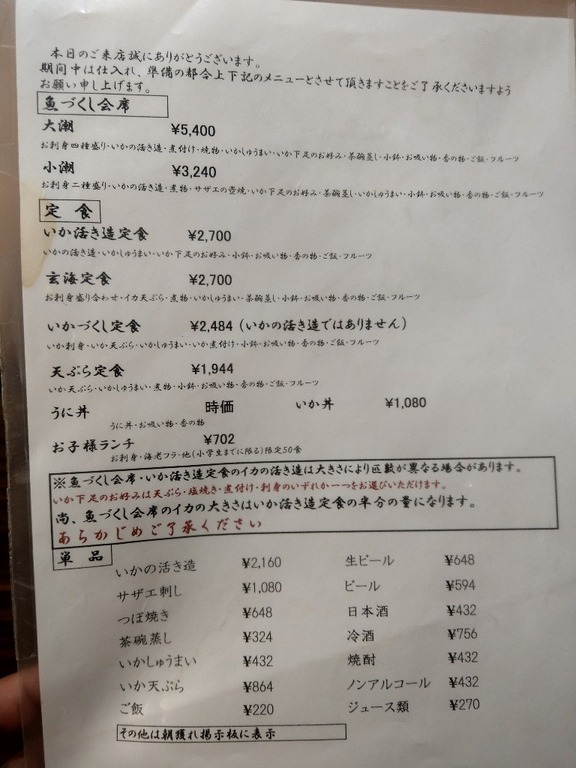 本日のご来店誠にありがとうございます。
期間中は仕入れ、準備の都合上下記のメニューとさせて頂きますことをご了承くださいますよう
お願い申し上げます。
魚づくし会席
大潮 ¥5,400
お刺身四種盛り・いかの活き造・煮付け・焼物・いかしゅうまい・いか下足のお好み・茶碗蒸し・小鉢・お吸い物・香の物・ご飯・フルーツ
小潮 ¥3,240
お刺身二種盛り・いかの活き造・煮物・サザエの壺焼・いか下足のお好み・茶碗蒸し・いかしゅうまい・小鉢・お吸い物・香の物・ご飯・フルーツ
定食
いか活き造定食 ¥2,700
いかの活き造・いかしゅうまい・いか下足のお好み・小鉢・お吸い物・香の物・ご飯・フルーツ
玄海定食 ¥2,700
お刺身盛り合わせ・イカ天ぷら・煮物・いかしゅうまい・茶碗蒸し・小鉢・お吸い物・香の物・ご飯・フルーツ
いかづくし定食 ¥2,484（いかの活き造ではありません）
いか刺身・いか天ぷら・いかしゅうまい・いか煮付け・小鉢・お吸い物・香の物・ご飯・フルーツ
天ぷら定食 ¥1,944
いか天ぷら・いかしゅうまい・煮物・小鉢・お吸い物・香の物・ご飯・フルーツ
うに丼 時価 いか丼 ¥1,080
うに丼・お吸い物・香の物
お子様ランチ ¥702
お刺身・海老フラ・他(小学生までに限る)限定50食
※魚づくし会席・いか活き造定食のイカの活き造は大きさにより匹数が異なる場合があります。
いか下足のお好みは天ぷら・塩焼き・煮付け・刺身のいずれか一つをお選びいただけます。
尚、魚づくし会席のイカの大きさはいか活き造定食の半分の量になります。
あらかじめご了承ください
単品
いかの活き造 ¥2,160 生ビール ¥648
サザエ刺し ¥1,080 ビール ¥594
つぼ焼き ¥648 日本酒 ¥432
茶碗蒸し ¥324 冷酒 ¥756
いかしゅうまい ¥432 焼酎 ¥432
いか天ぷら ¥864 ノンアルコール ¥432
ご飯 ¥220 ジュース類 ¥270
その他は朝獲れ掲示板に表示